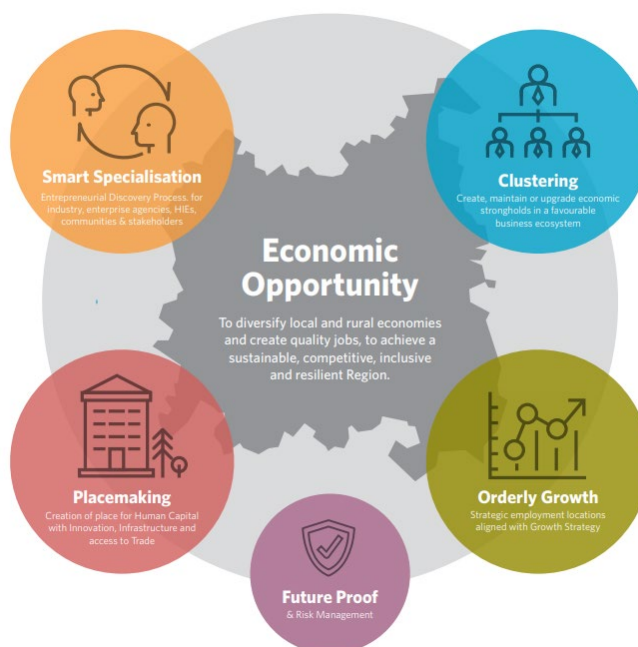 Smart Specialisation
Entrepreneurial Discovery Process, for
industry, enterprise agencies, HIEs,
communities & stakeholders
Clustering
Create, maintain or upgrade economic
strongholds in a favourable
business ecosystem
Economic
Opportunity
To diversify local and rural economies
and create quality jobs, to achieve a
sustainable, competitive, inclusive
and resilient Region.
Placemaking
Creation of place for Human Capital
with Innovation, Infrastructure and
access to Trade
Orderly Growth
Strategic employment locations
aligned with Growth Strategy
Future Proof
& Risk Management